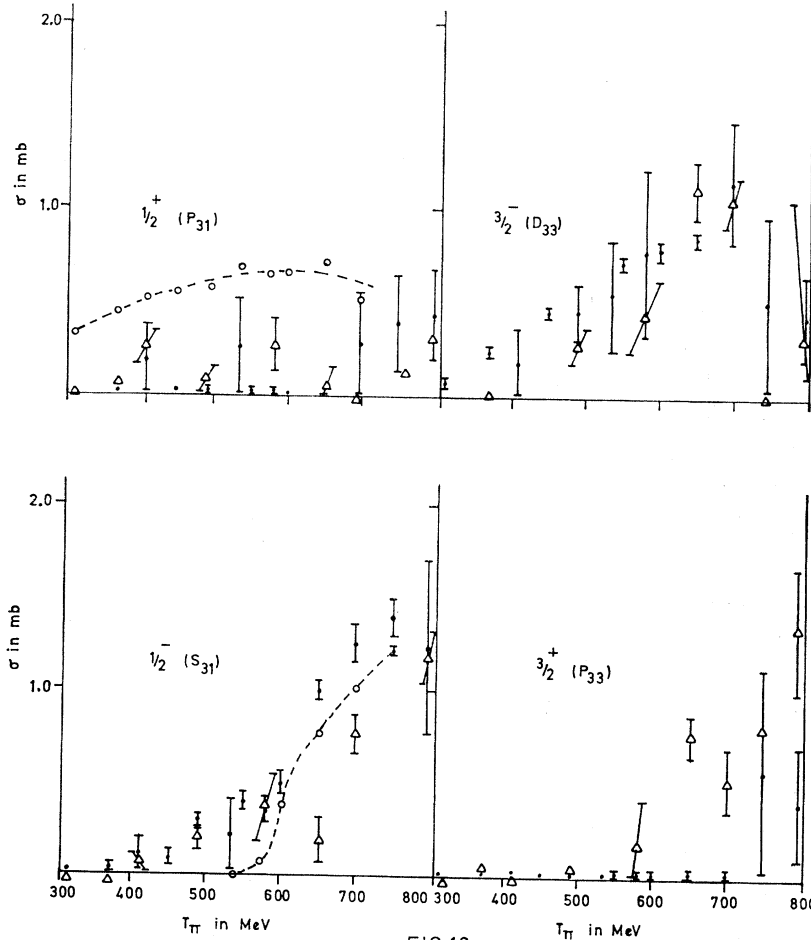 2.0
σ in mb
1.0
1/2⁺ (P₃₁)
3/2⁻ (D₃₃)
2.0
σ in mb
1.0
1/2⁻ (S₃₁)
3/2⁺ (P₃₃)
300 400 500 600 700 800 300 400 500 600 700 800
Tπ in MeV
Tπ in MeV